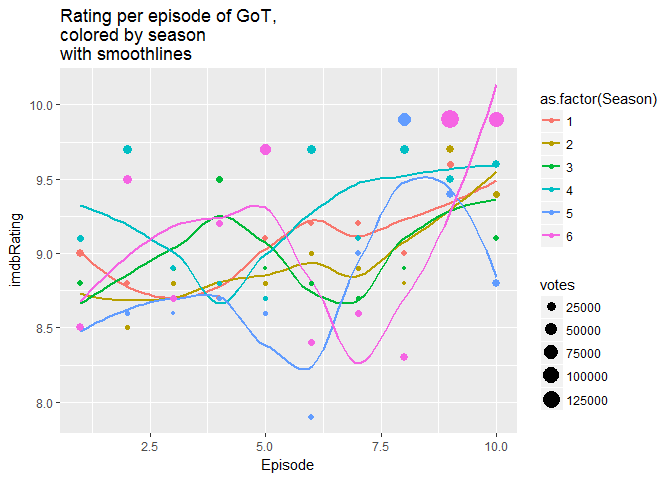 Rating per episode of GoT,
colored by season
with smoothlines
imdbRating
10.0
9.5
9.0
8.5
8.0
2.5
5.0
7.5
10.0
Episode
as.factor(Season)
1
2
3
4
5
6
votes
25000
50000
75000
100000
125000